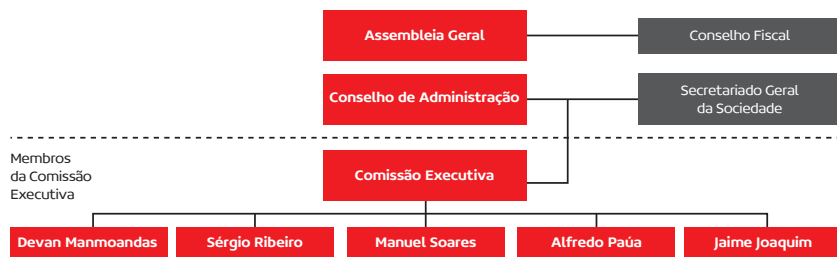 Assembleia Geral
Conselho Fiscal
Conselho de Administração
Secretariado Geral
da Sociedade
Membros
da Comissão
Executiva
Comissão Executiva
Devan Manmoandas
Sérgio Ribeiro
Manuel Soares
Alfredo Paúa
Jaime Joaquim